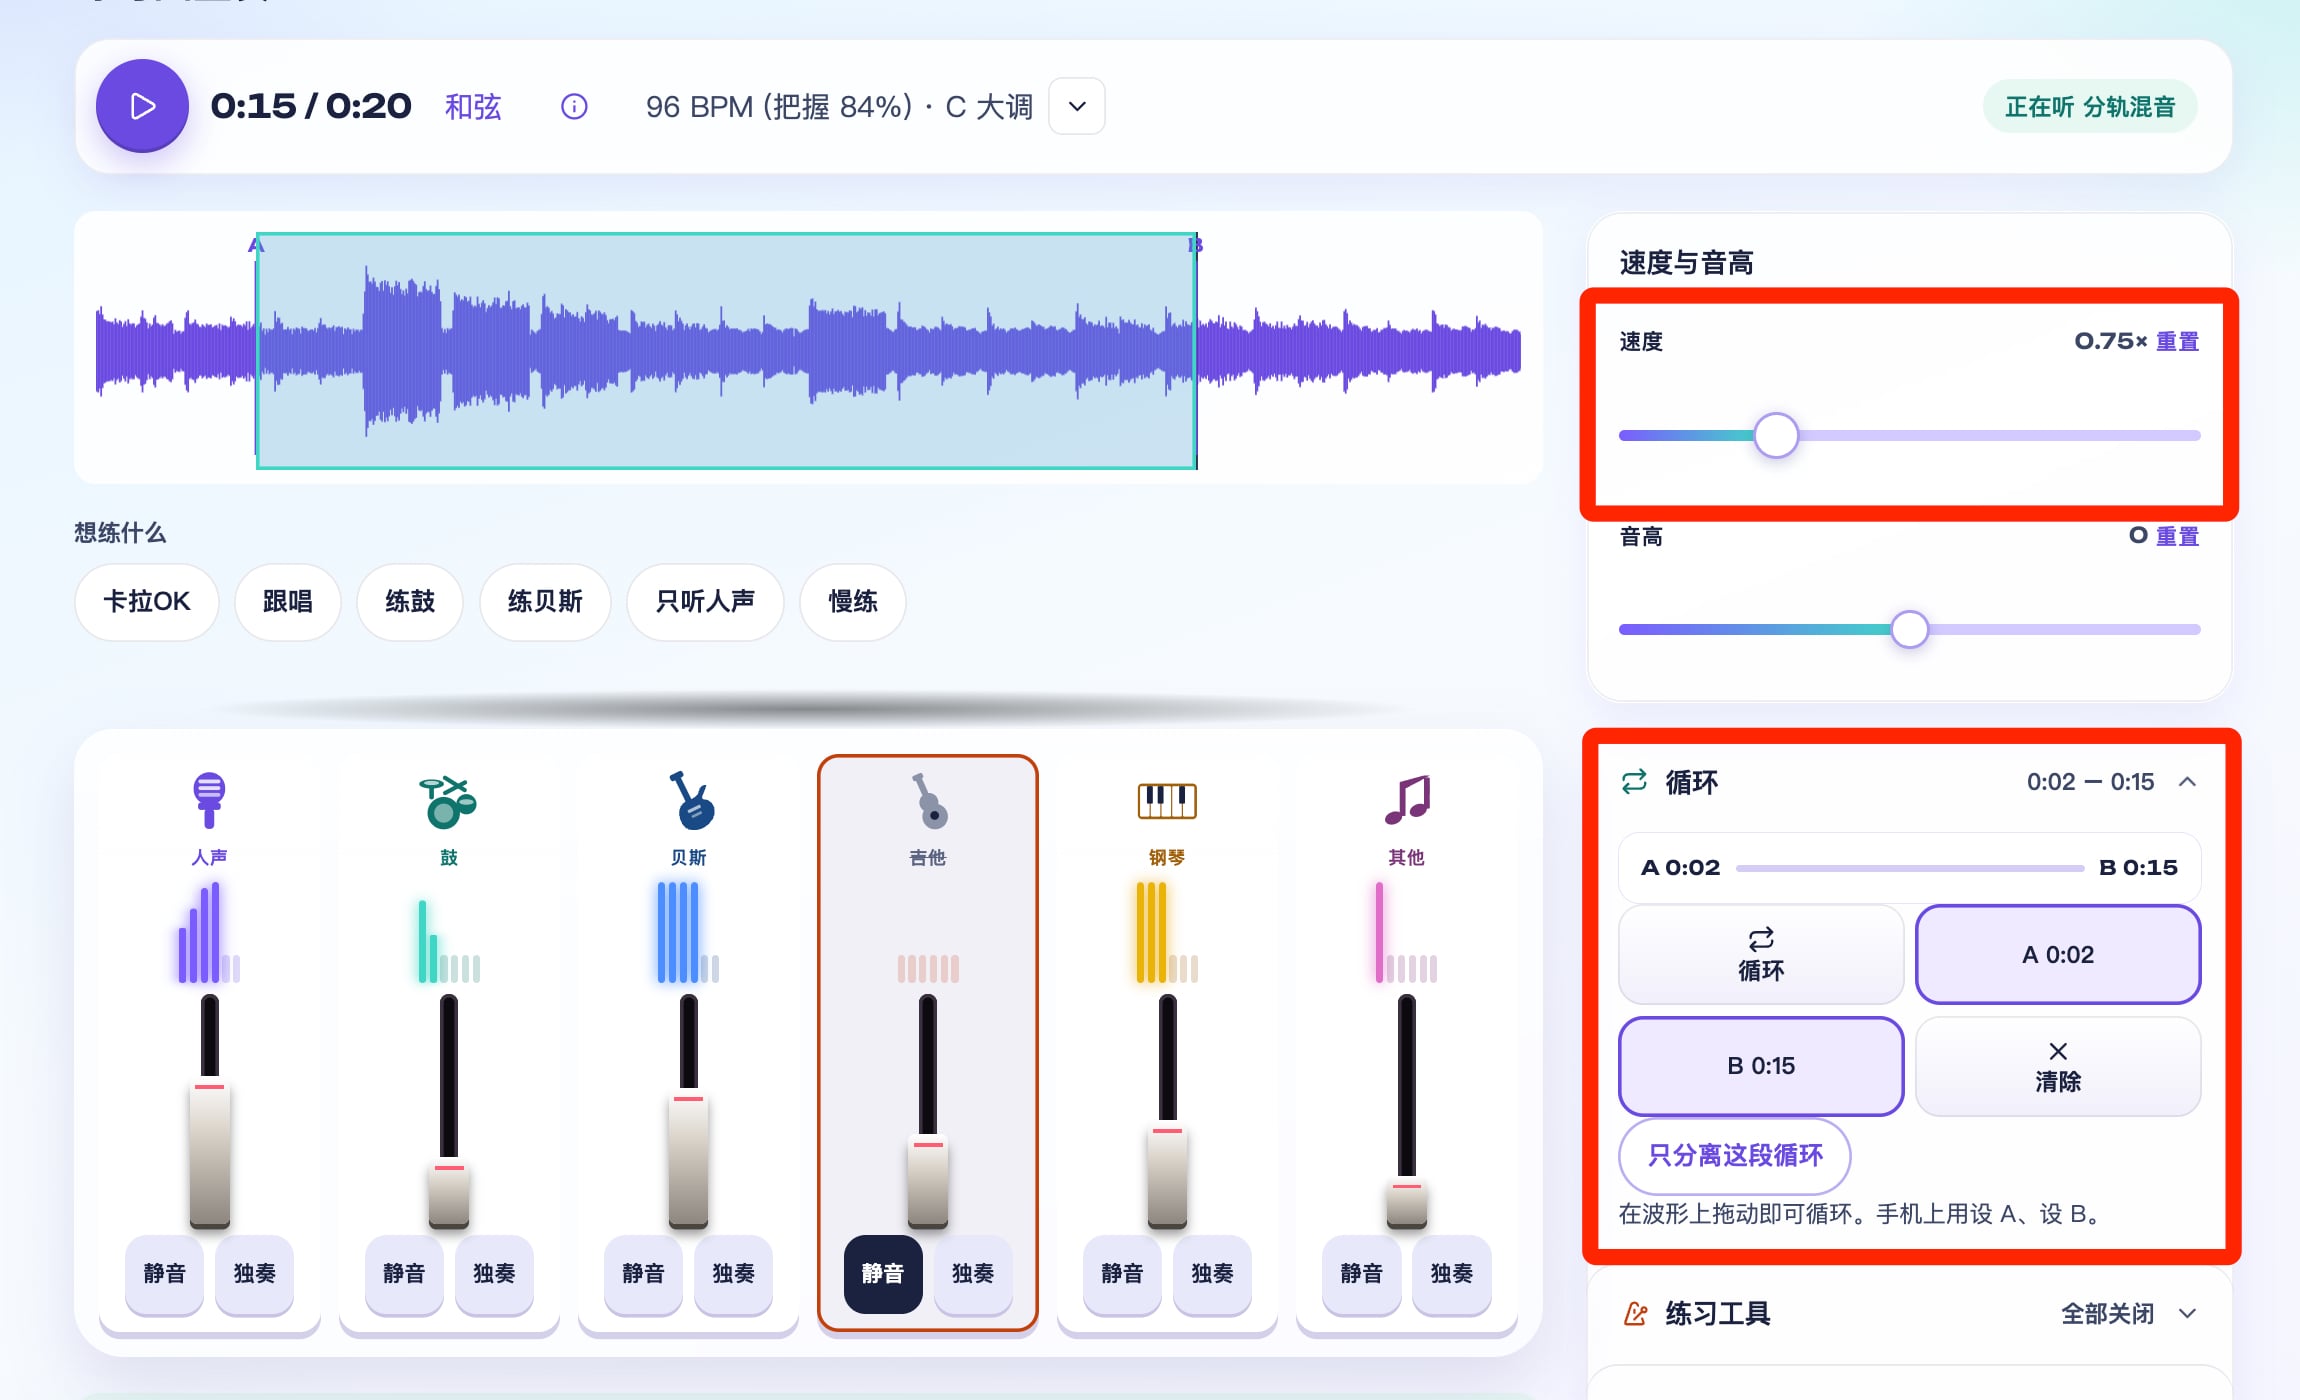 0:15 / 0:20 和弦 96 BPM (把握 84%) · C 大调 正在听 分轨混音
A B
速度与音高
速度 0.75× 重置
音高 0 重置
想练什么
卡拉OK 跟唱 练鼓 练贝斯 只听人声 慢练
人声 鼓 贝斯 吉他 钢琴 其他
静音 独奏 静音 独奏 静音 独奏 静音 独奏 静音 独奏 静音 独奏
循环 0:02 – 0:15
A 0:02 B 0:15
循环 A 0:02
B 0:15 清除
只分离这段循环
在波形上拖动即可循环。手机上用设 A、设 B。
练习工具 全部关闭